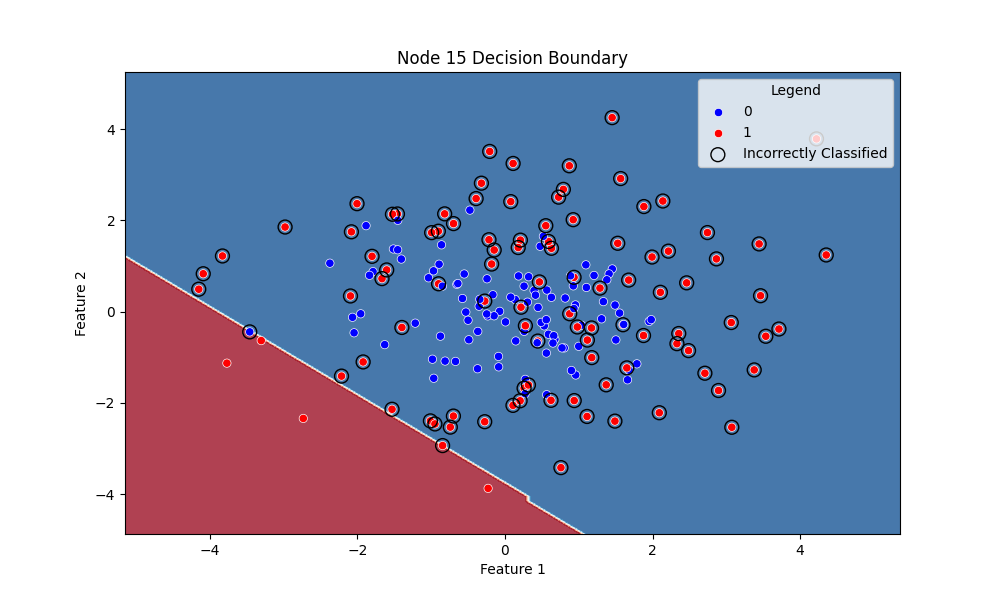 Node 15 Decision Boundary
Legend
0
1
Incorrectly Classified
4
2
0
−2
−4
Feature 2
−4
−2
0
2
4
Feature 1